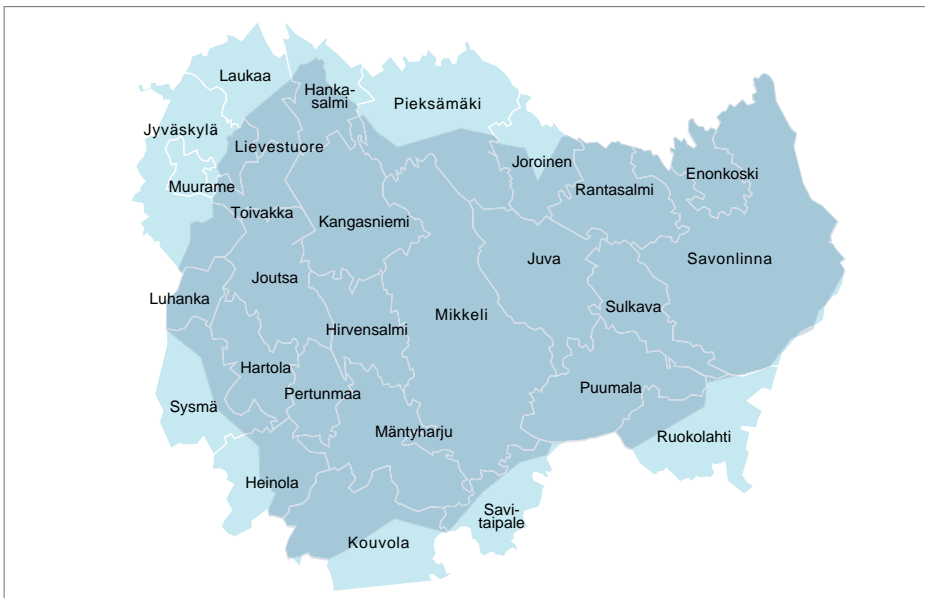 Laukaa
Hanka-
salmi
Pieksämäki
Jyväskylä
Lievestuore
Joroinen
Enonkoski
Muurame
Rantasalmi
Toivakka
Kangasniemi
Juva
Savonlinna
Joutsa
Luhanka
Sulkava
Mikkeli
Hirvensalmi
Hartola
Puumala
Pertunmaa
Sysmä
Mäntyharju
Ruokolahti
Heinola
Savi-
taipale
Kouvola